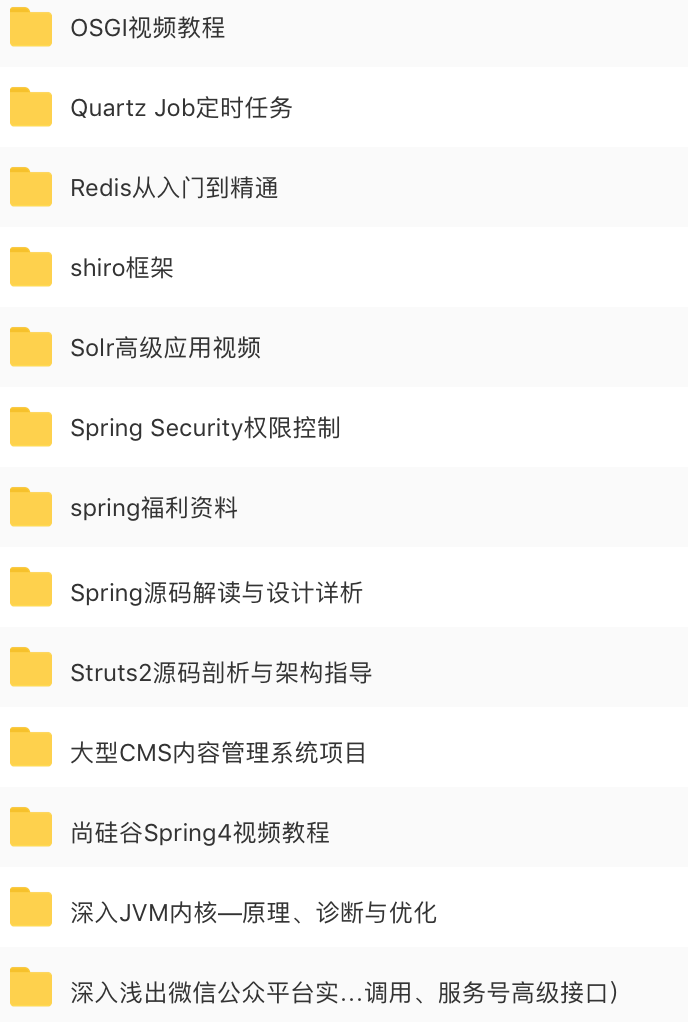 OSGI视频教程
Quartz Job定时任务
Redis从入门到精通
shiro框架
Solr高级应用视频
Spring Security权限控制
spring福利资料
Spring源码解读与设计详析
Struts2源码剖析与架构指导
大型CMS内容管理系统项目
尚硅谷Spring4视频教程
深入JVM内核—原理、诊断与优化
深入浅出微信公众平台实...调用、服务号高级接口）